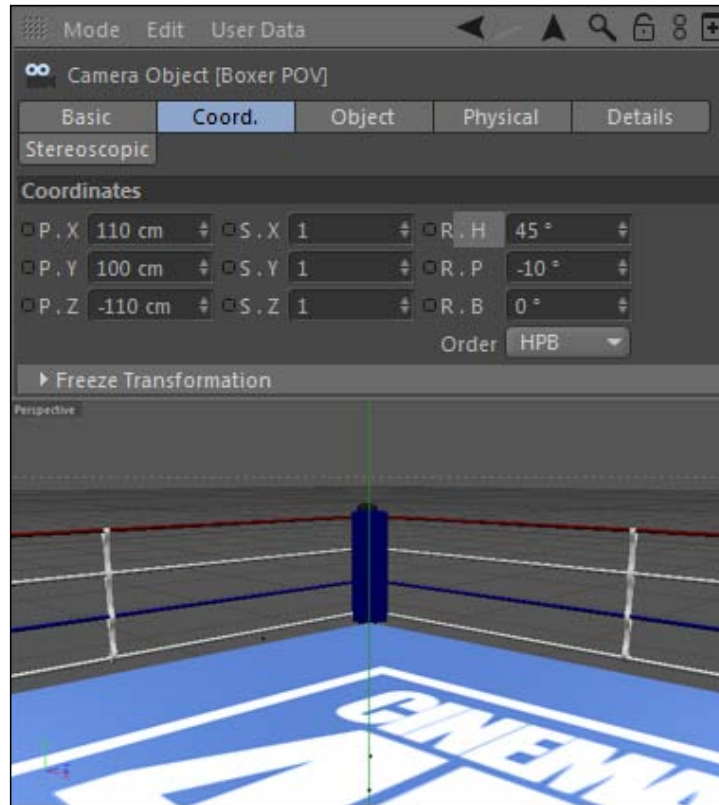 Mode Edit User Data
Camera Object [Boxer POV]
Basic Coord. Object Physical Details
Stereoscopic
Coordinates
P . X 110 cm S . X 1 R . H 45 °
P . Y 100 cm S . Y 1 R . P -10 °
P . Z -110 cm S . Z 1 R . B 0 °
Order HPB
Freeze Transformation
Perspective
CINEMA
4